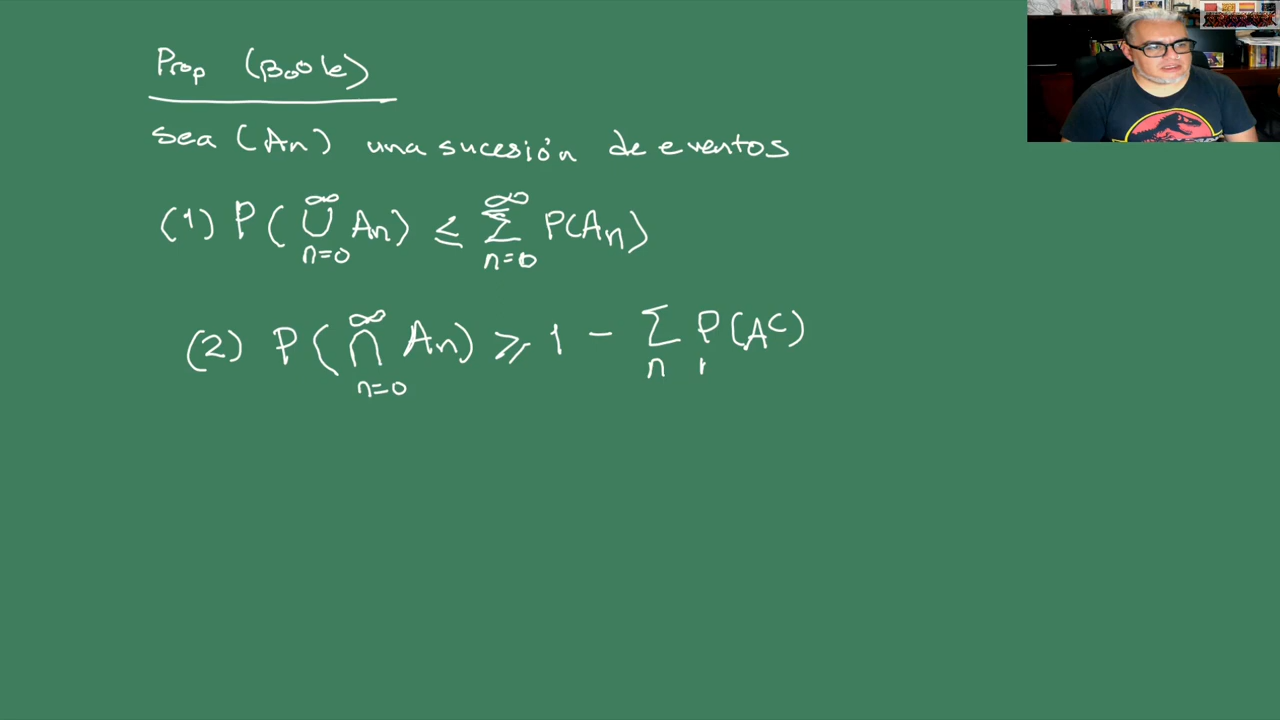 Prop (Boole)
Sea (An) una sucesión de eventos
(1) P( ∞⋃n=0 An) ≤ ∞∑n=0 P(An)
(2) P( ∞⋂n=0 An) ≥ 1 - ∑n P(A^c)